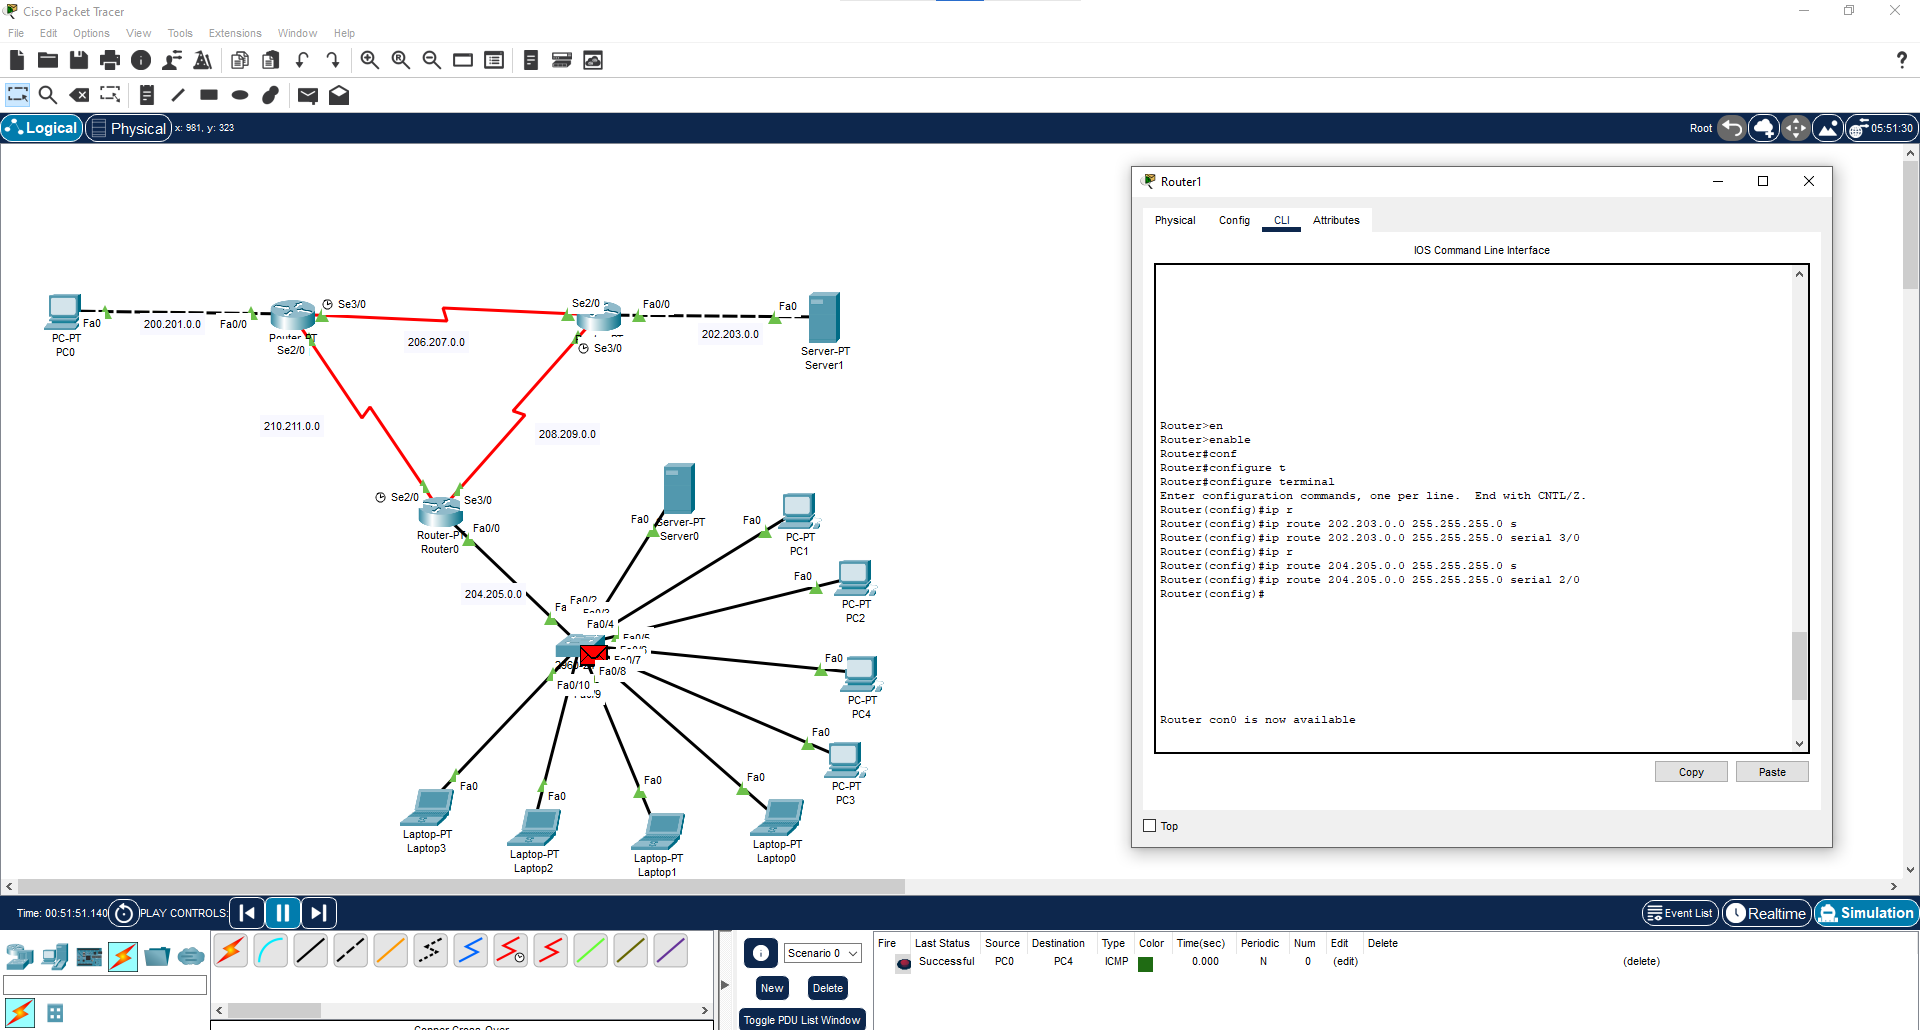 Cisco Packet Tracer
File Edit Options View Tools Extensions Window Help
Logical Physical x: 981, y: 323 Root 05:51:30
Router1
Physical Config CLI Attributes
IOS Command Line Interface
Router>en
Router>enable
Router#conf
Router#configure t
Router#configure terminal
Enter configuration commands, one per line. End with CNTL/Z.
Router(config)#ip r
Router(config)#ip route 202.203.0.0 255.255.255.0 s
Router(config)#ip route 202.203.0.0 255.255.255.0 serial 3/0
Router(config)#ip r
Router(config)#ip route 204.205.0.0 255.255.255.0 s
Router(config)#ip route 204.205.0.0 255.255.255.0 serial 2/0
Router(config)#
Router con0 is now available
Copy Paste
Top
Fa0
PC-PT
PC0
200.201.0.0
Fa0/0
Se3/0
Router-PT
Se2/0
206.207.0.0
Se2/0
Fa0/0
Se3/0
202.203.0.0
Fa0
Server-PT
Server1
210.211.0.0
208.209.0.0
Se2/0
Se3/0
Fa0/0
Router-PT
Router0
204.205.0.0
Fa0
Server-PT
Server0
Fa0
PC-PT
PC1
Fa0
PC-PT
PC2
Fa0/2
Fa0/3
Fa0/4
Fa0/5
Fa0/7
Fa0/8
Fa0/10
Fa0
PC-PT
PC4
Fa0
PC-PT
PC3
Fa0
Laptop-PT
Laptop3
Fa0
Laptop-PT
Laptop2
Fa0
Laptop-PT
Laptop1
Fa0
Laptop-PT
Laptop0
Time: 00:51:51.140 PLAY CONTROLS: Event List Realtime Simulation
Scenario 0
New Delete
Toggle PDU List Window
Fire Last Status Source Destination Type Color Time(sec) Periodic Num Edit Delete
Successful PC0 PC4 ICMP 0.000 N 0 (edit) (delete)
Copper Cross-Over